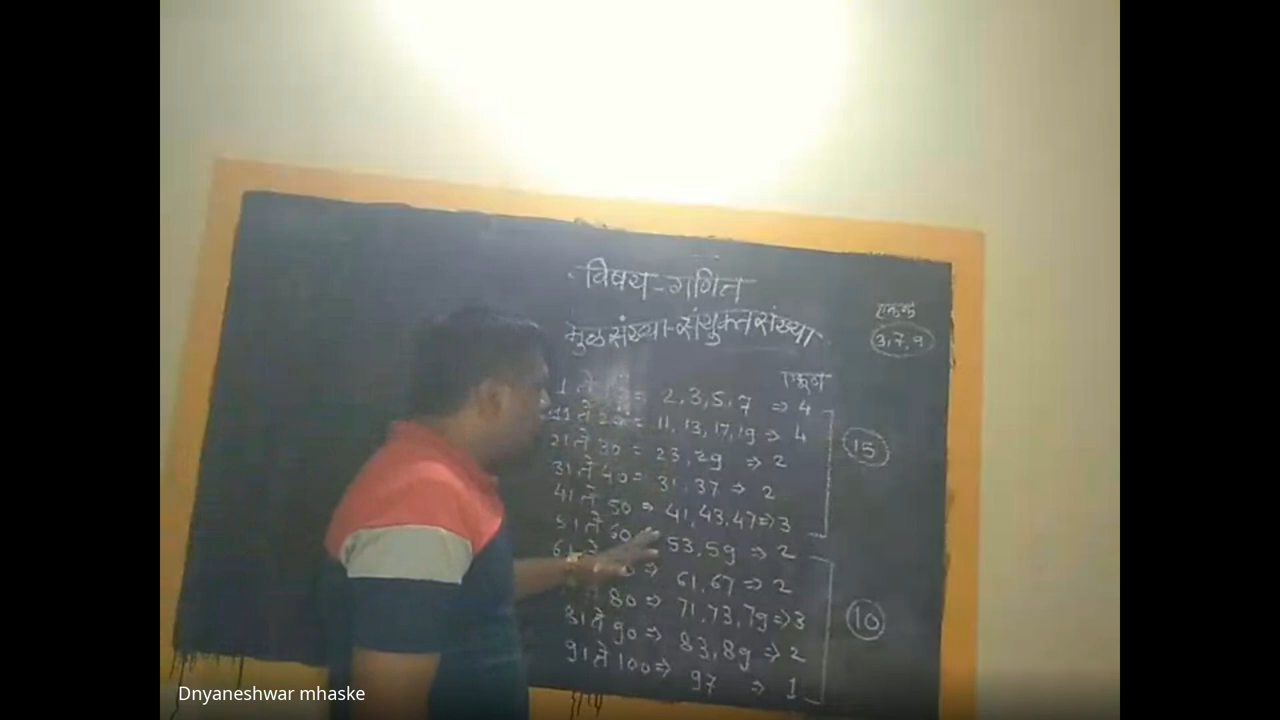 विषय-गणित
मुळसंख्या-संयुक्तसंख्या
एकक
3,7,9
एकूण
1 ते = 2,3,5,7 => 4
11 ते 20 = 11,13,17,19 => 4
15
21 ते 30 = 23,29 => 2
31 ते 40 = 31,37 => 2
41 ते 50 => 41,43,47 => 3
51 ते 60 53,59 => 2
=> 61,67 => 2
80 => 71,73,79 => 3
10
81 ते 90 => 83,89 => 2
91 ते 100 => 97 => 1
Dnyaneshwar mhaske